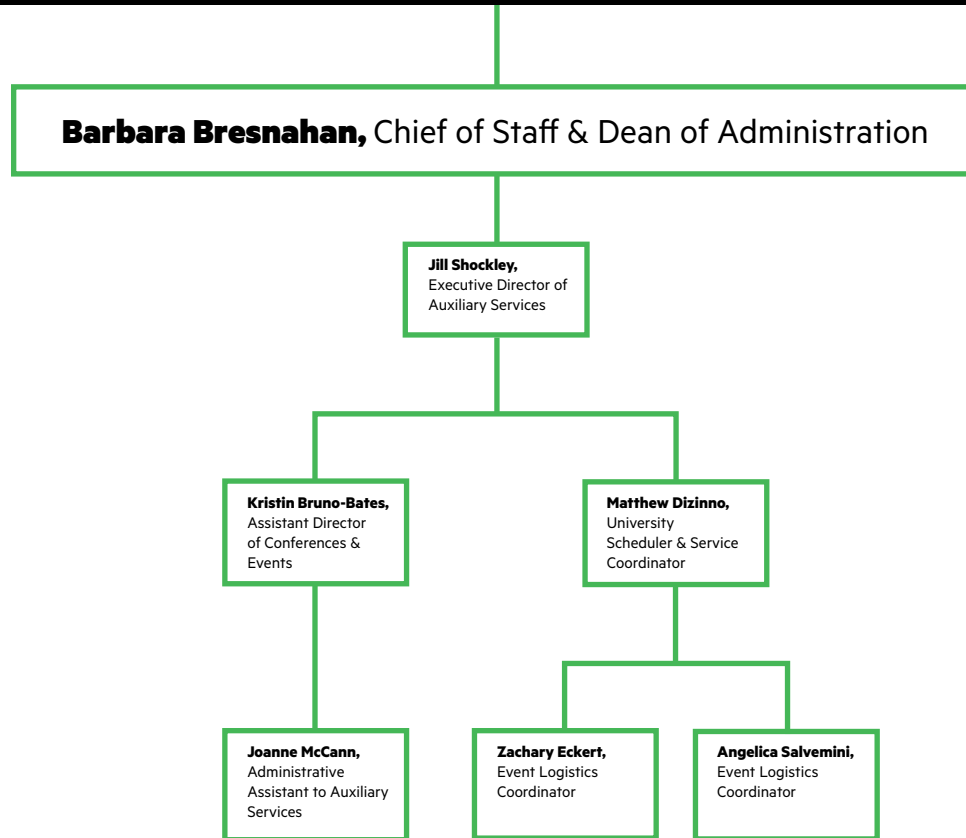 Barbara Bresnahan, Chief of Staff & Dean of Administration
Jill Shockley,
Executive Director of
Auxiliary Services
Kristin Bruno-Bates,
Assistant Director
of Conferences &
Events
Matthew Dizinno,
University
Scheduler & Service
Coordinator
Joanne McCann,
Administrative
Assistant to Auxiliary
Services
Zachary Eckert,
Event Logistics
Coordinator
Angelica Salvemini,
Event Logistics
Coordinator